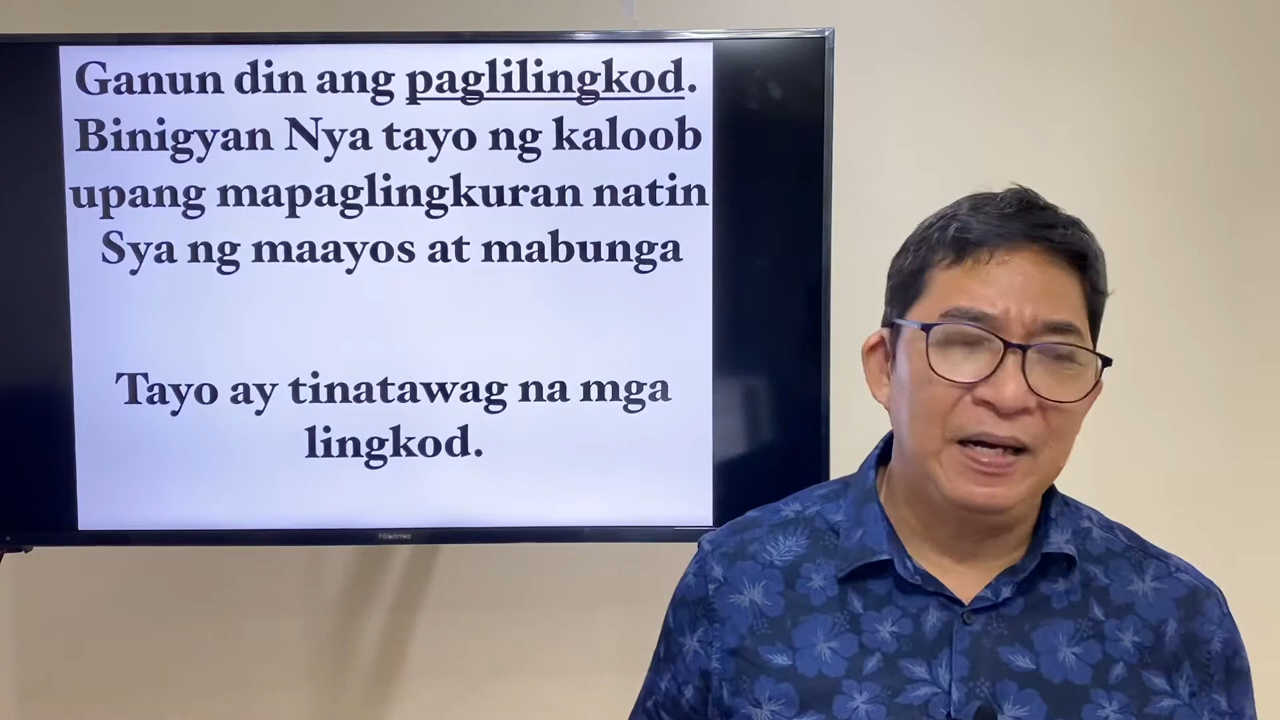 Ganun din ang paglilingkod.
Binigyan Nya tayo ng kaloob
upang mapaglingkuran natin
Sya ng maayos at mabunga
Tayo ay tinatawag na mga
lingkod.